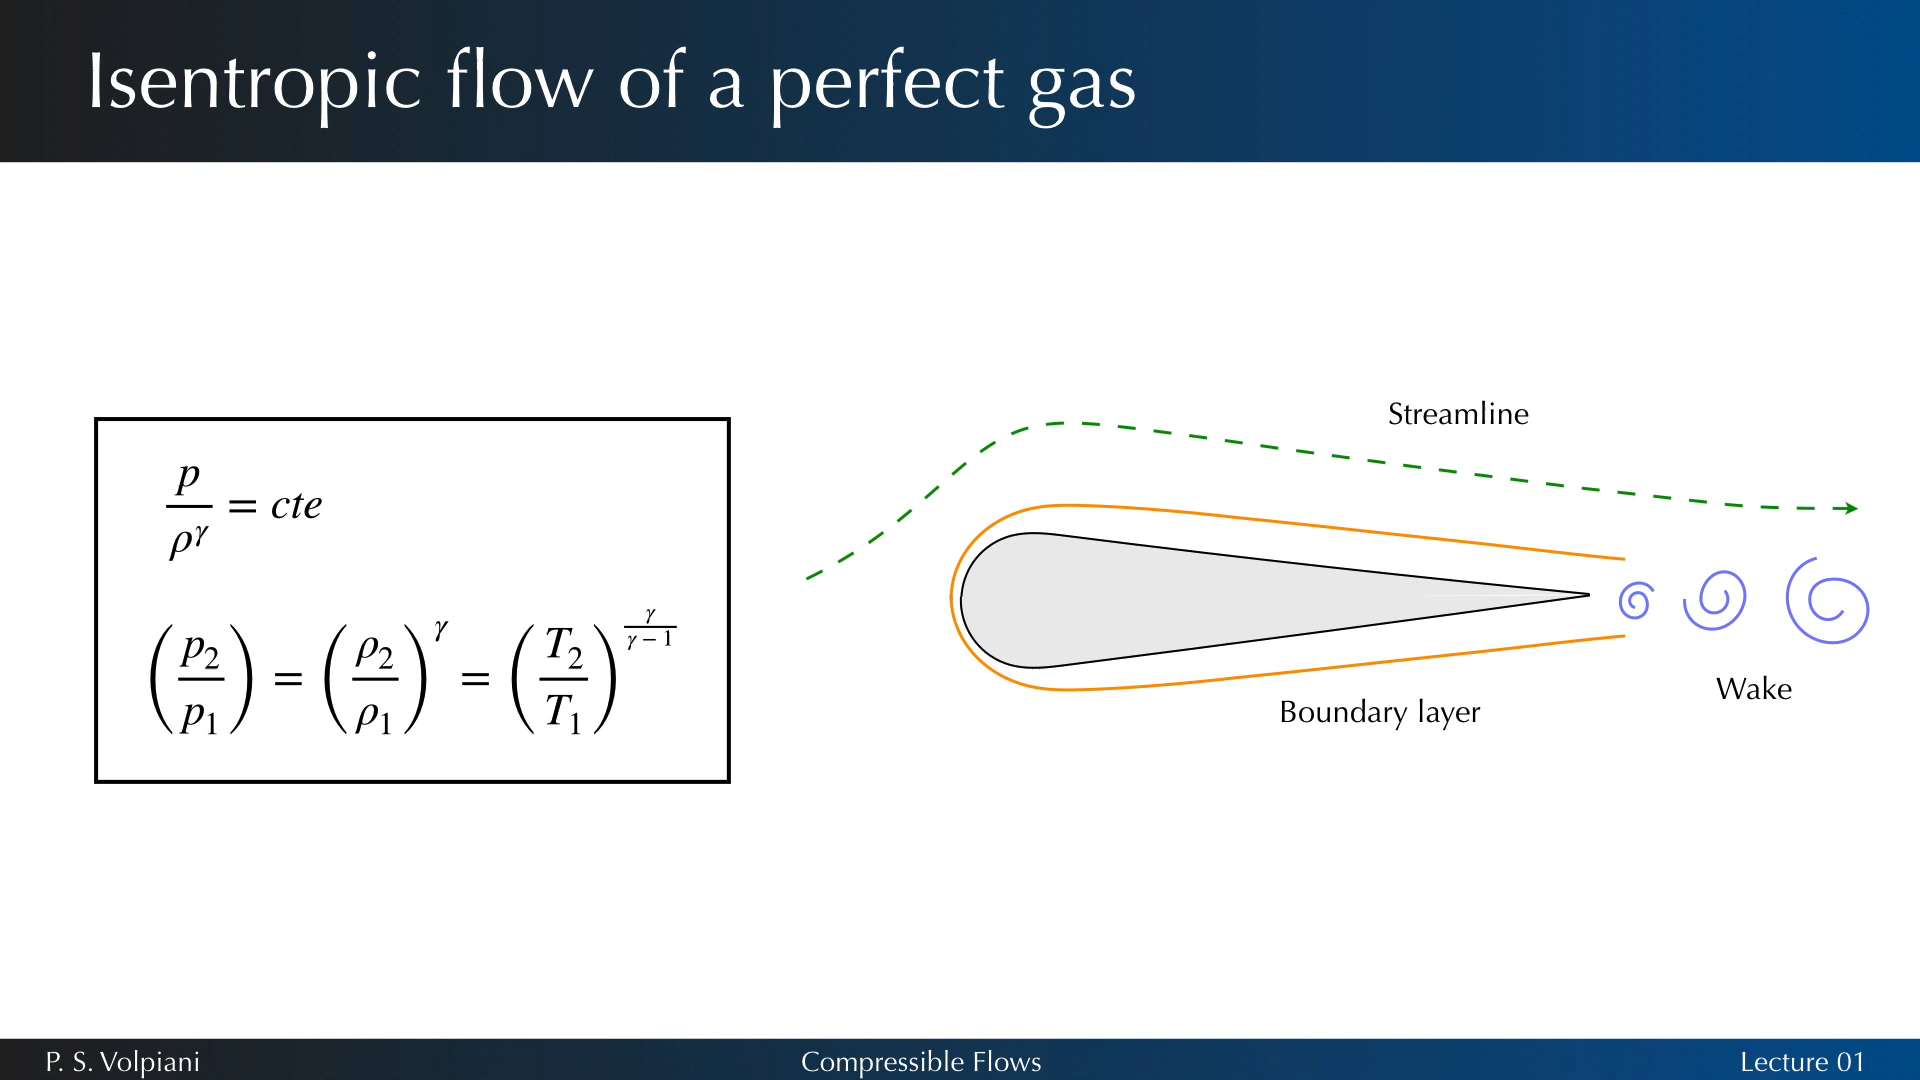 Isentropic flow of a perfect gas
p/ρ^γ = cte
(p₂/p₁) = (ρ₂/ρ₁)^γ = (T₂/T₁)^(γ/(γ − 1))
Streamline
Boundary layer
Wake
P. S. Volpiani
Compressible Flows
Lecture 01